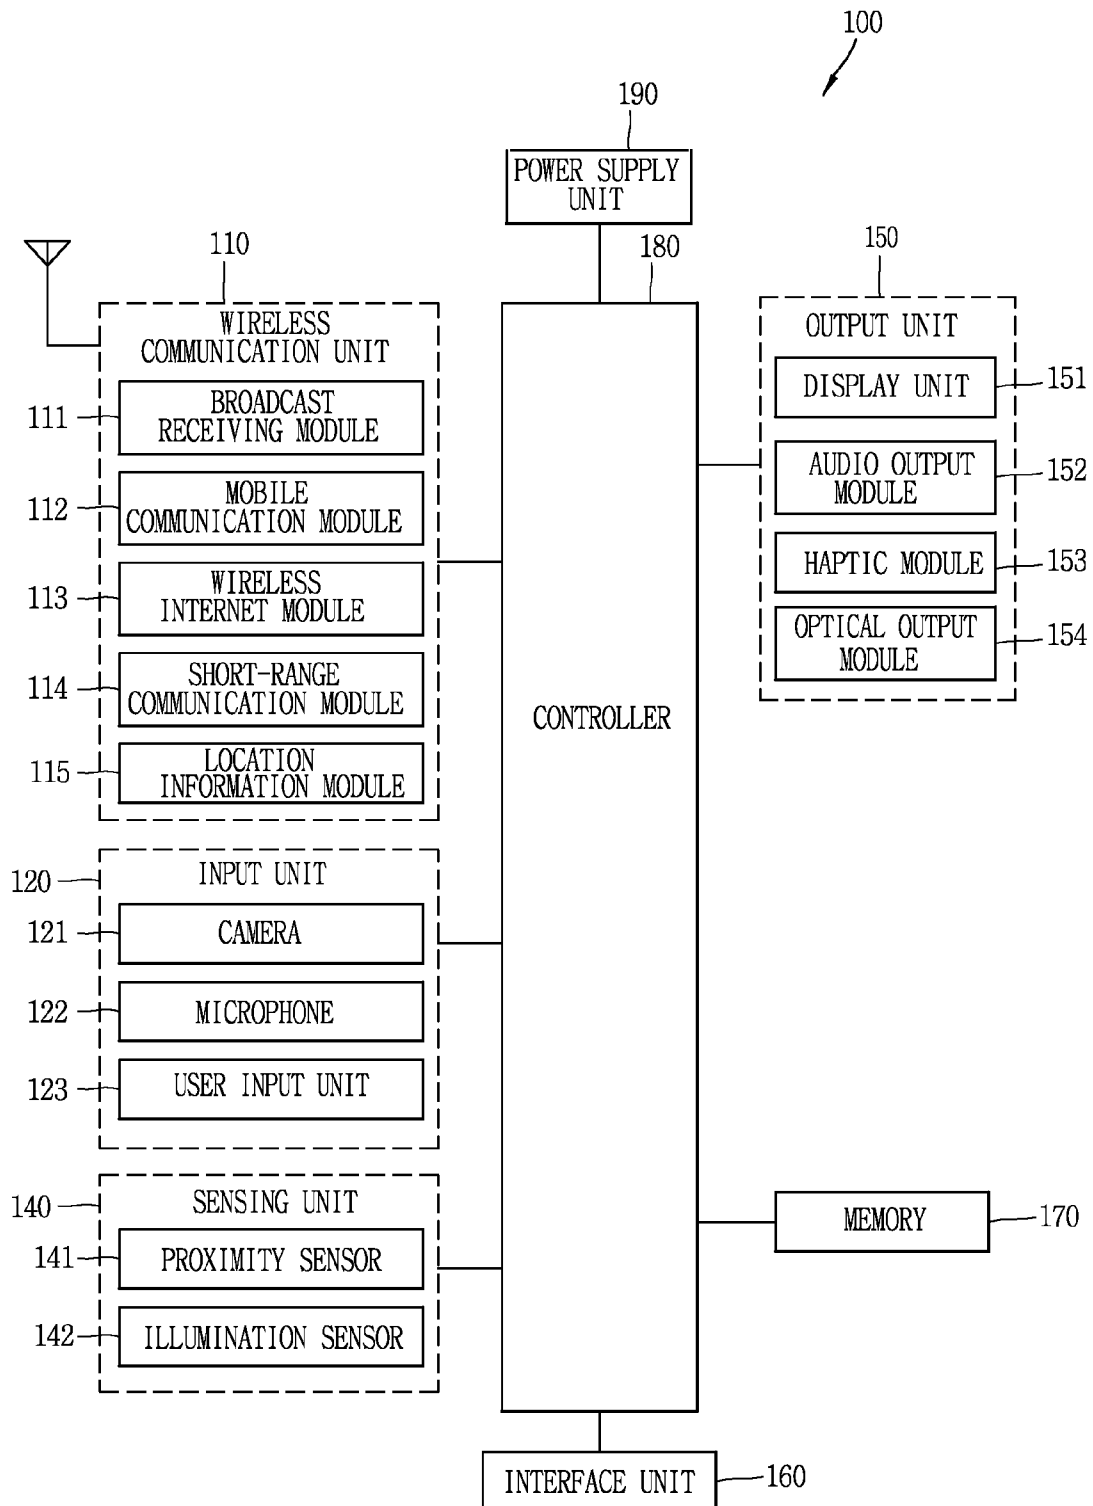 100
190
POWER SUPPLY
UNIT
110
180
150
WIRELESS
COMMUNICATION UNIT
111
BROADCAST
RECEIVING MODULE
112
MOBILE
COMMUNICATION MODULE
113
WIRELESS
INTERNET MODULE
114
SHORT-RANGE
COMMUNICATION MODULE
115
LOCATION
INFORMATION MODULE
120
INPUT UNIT
121
CAMERA
122
MICROPHONE
123
USER INPUT UNIT
140
SENSING UNIT
141
PROXIMITY SENSOR
142
ILLUMINATION SENSOR
CONTROLLER
OUTPUT UNIT
DISPLAY UNIT
151
AUDIO OUTPUT
MODULE
152
HAPTIC MODULE
153
OPTICAL OUTPUT
MODULE
154
MEMORY
170
INTERFACE UNIT
160